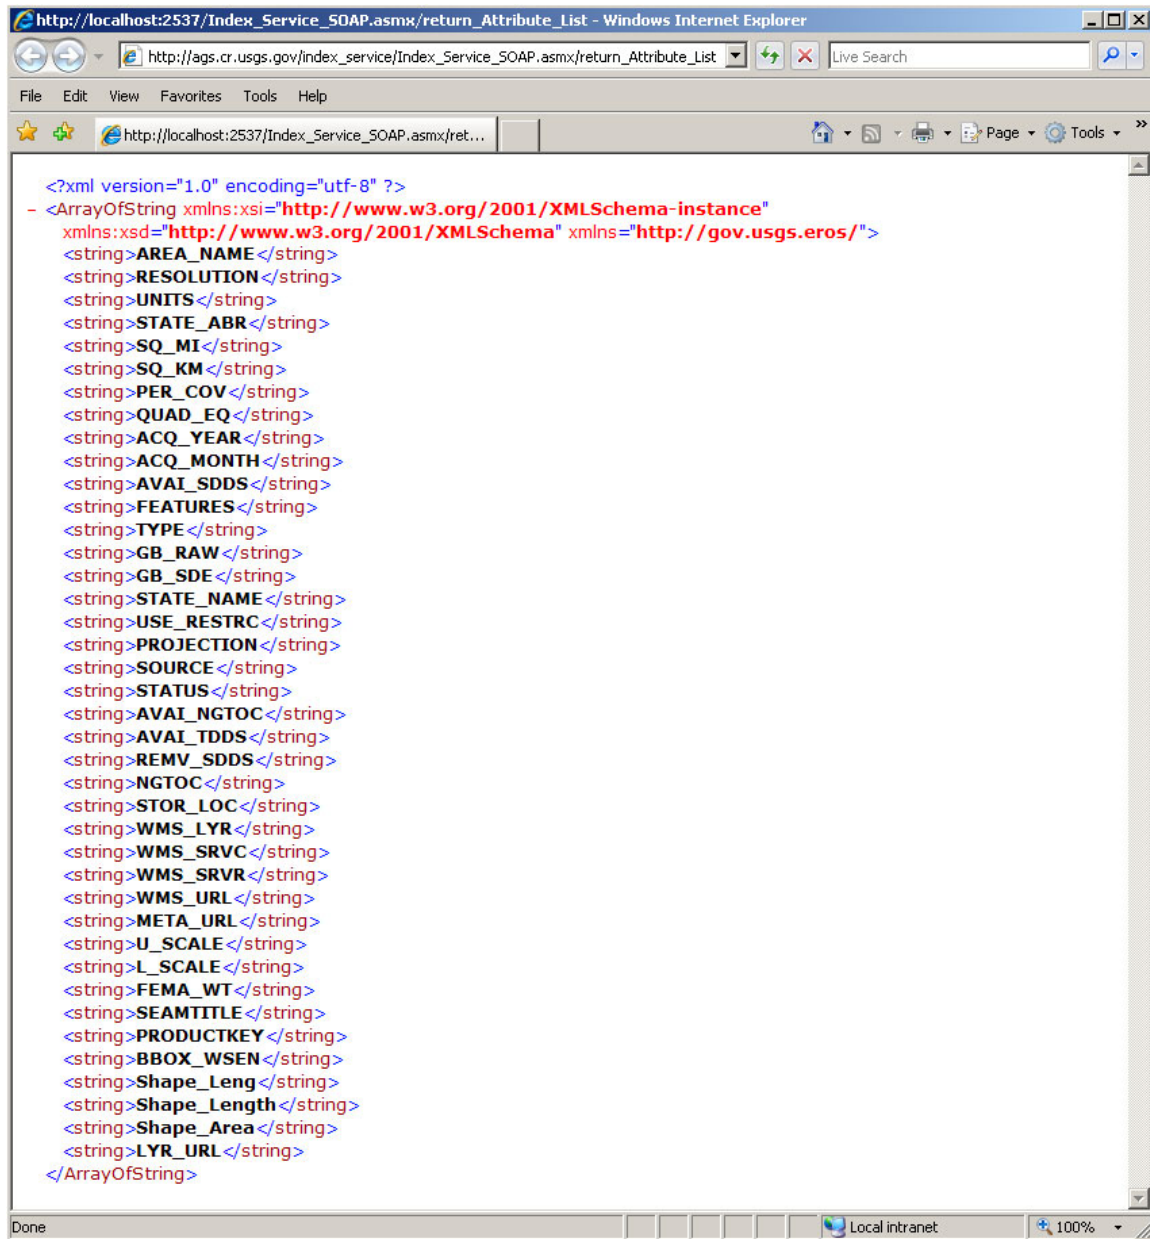 http://localhost:2537/Index_Service_SOAP.asmx/return_Attribute_List - Windows Internet Explorer
http://ags.cr.usgs.gov/index_service/Index_Service_SOAP.asmx/return_Attribute_List Live Search
File Edit View Favorites Tools Help
http://localhost:2537/Index_Service_SOAP.asmx/ret... Page Tools »
<?xml version="1.0" encoding="utf-8" ?>
- <ArrayOfString xmlns:xsi="http://www.w3.org/2001/XMLSchema-instance"
xmlns:xsd="http://www.w3.org/2001/XMLSchema" xmlns="http://gov.usgs.eros/">
<string>AREA_NAME</string>
<string>RESOLUTION</string>
<string>UNITS</string>
<string>STATE_ABR</string>
<string>SQ_MI</string>
<string>SQ_KM</string>
<string>PER_COV</string>
<string>QUAD_EQ</string>
<string>ACQ_YEAR</string>
<string>ACQ_MONTH</string>
<string>AVAI_SDDS</string>
<string>FEATURES</string>
<string>TYPE</string>
<string>GB_RAW</string>
<string>GB_SDE</string>
<string>STATE_NAME</string>
<string>USE_RESTRC</string>
<string>PROJECTION</string>
<string>SOURCE</string>
<string>STATUS</string>
<string>AVAI_NGTOC</string>
<string>AVAI_TDDS</string>
<string>REMV_SDDS</string>
<string>NGTOC</string>
<string>STOR_LOC</string>
<string>WMS_LYR</string>
<string>WMS_SRVC</string>
<string>WMS_SRVR</string>
<string>WMS_URL</string>
<string>META_URL</string>
<string>U_SCALE</string>
<string>L_SCALE</string>
<string>FEMA_WT</string>
<string>SEAMTITLE</string>
<string>PRODUCTKEY</string>
<string>BBOX_WSEN</string>
<string>Shape_Leng</string>
<string>Shape_Length</string>
<string>Shape_Area</string>
<string>LYR_URL</string>
</ArrayOfString>
Done Local intranet 100%